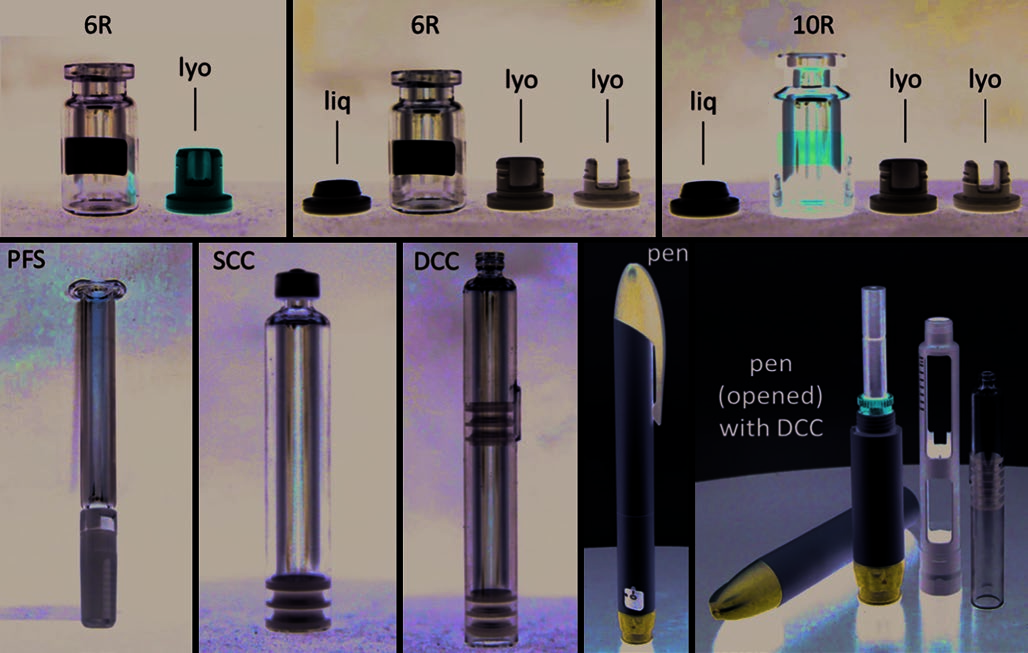 6R
lyo
6R
liq
lyo
lyo
10R
liq
lyo
lyo
PFS
SCC
DCC
pen
pen
(opened)
with DCC